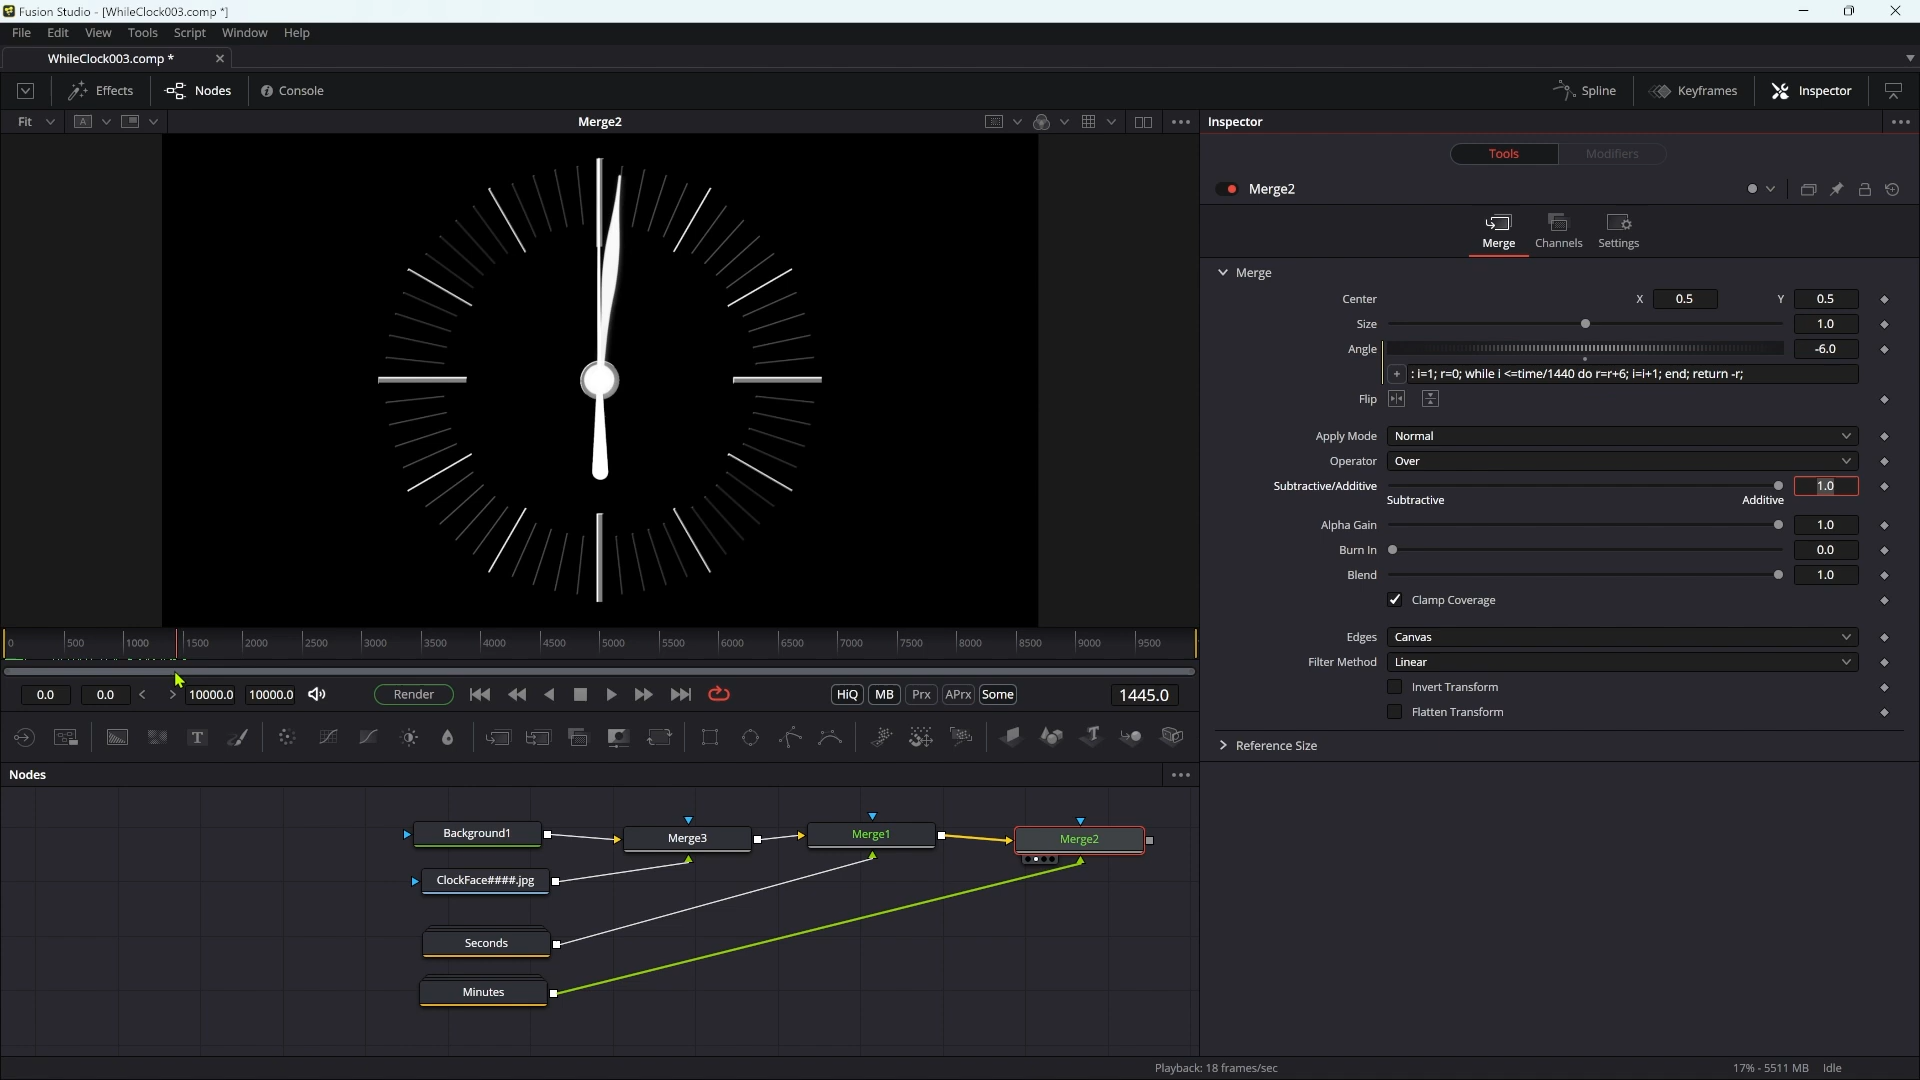 Fusion Studio - [WhileClock003.comp *]
File Edit View Tools Script Window Help
WhileClock003.comp *
Effects Nodes Console Spline Keyframes Inspector
Fit A Merge2 Inspector
Tools Modifiers
Merge2
Merge Channels Settings
Merge
Center X 0.5 Y 0.5
Size 1.0
Angle -6.0
+ : i=1; r=0; while i <=time/1440 do r=r+6; i=i+1; end; return -r;
Flip
Apply Mode Normal
Operator Over
Subtractive/Additive 1.0
Subtractive Additive
Alpha Gain 1.0
Burn In 0.0
Blend 1.0
Clamp Coverage
Edges Canvas
Filter Method Linear
Invert Transform
Flatten Transform
Reference Size
0 500 1000 1500 2000 2500 3000 3500 4000 4500 5000 5500 6000 6500 7000 7500 8000 8500 9000 9500
0.0 0.0 10000.0 10000.0 Render HiQ MB Prx APrx Some 1445.0
T
Nodes
Background1 Merge3 Merge1 Merge2
ClockFace####.jpg
Seconds
Minutes
Playback: 18 frames/sec 17% - 5511 MB Idle